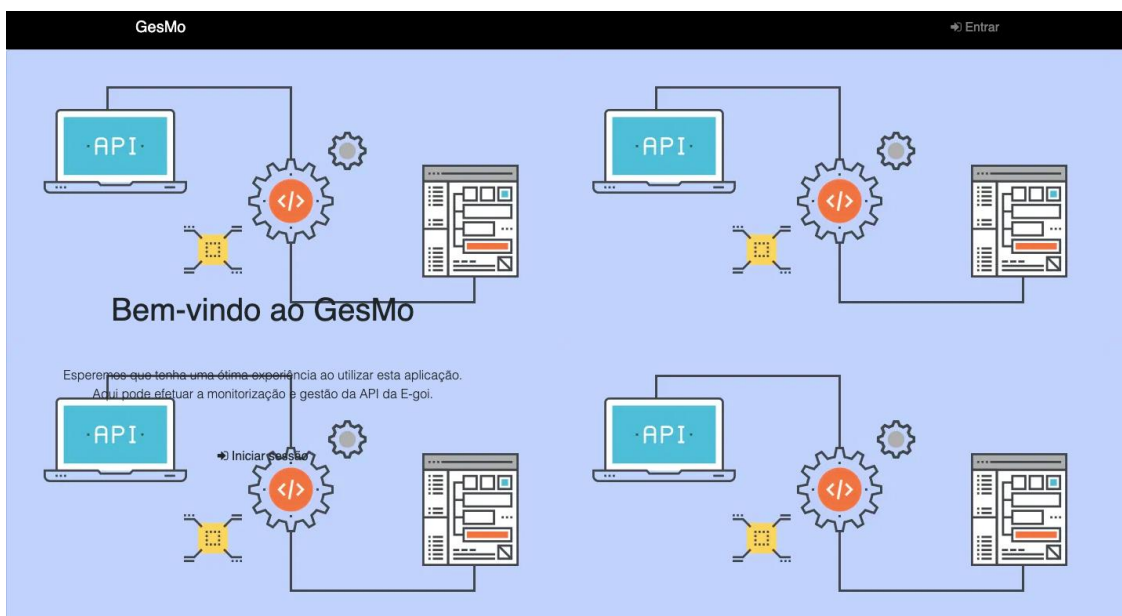 GesMo
Entrar
·API·
·API·
</>
</>
Bem-vindo ao GesMo
Esperemos que tenha uma ótima experiência ao utilizar esta aplicação.
Aqui pode efetuar a monitorização e gestão da API da E-goi.
·API·
·API·
Iniciar sessão
</>
</>